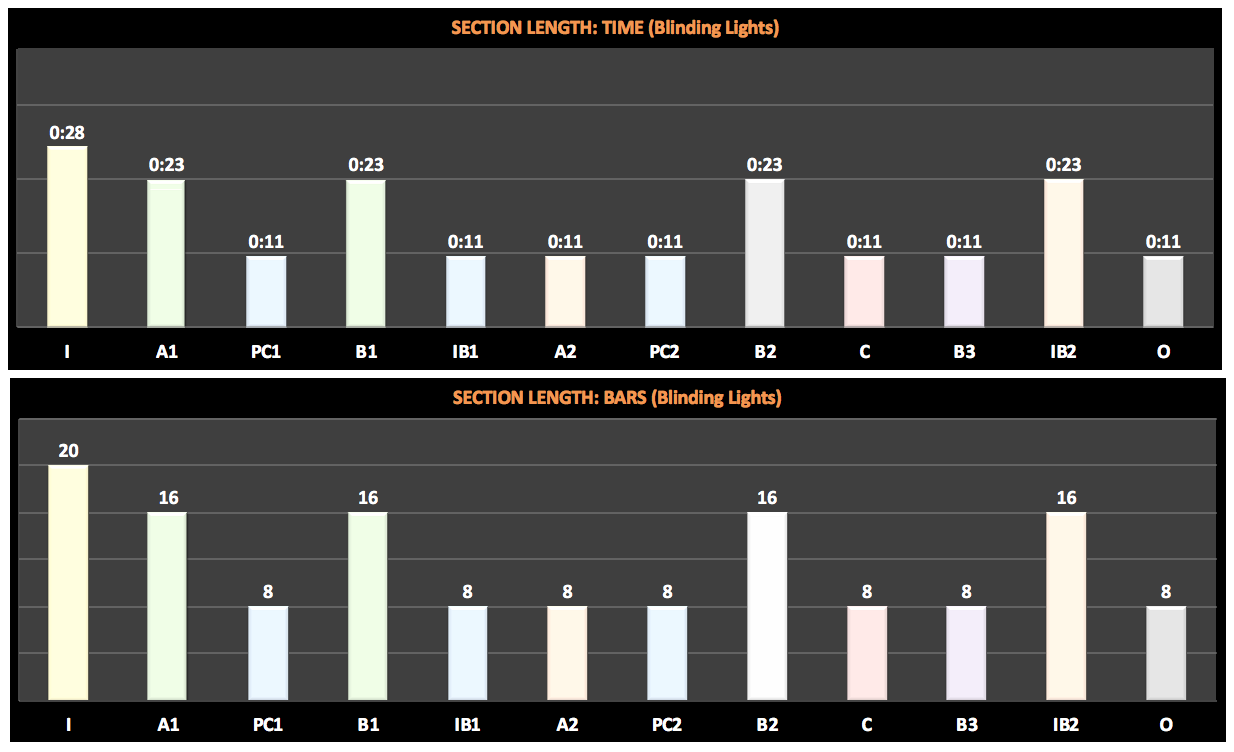 SECTION LENGTH: TIME (Blinding Lights)
0:28 0:23 0:11 0:23 0:11 0:11 0:11 0:23 0:11 0:11 0:23 0:11
I A1 PC1 B1 IB1 A2 PC2 B2 C B3 IB2 O
SECTION LENGTH: BARS (Blinding Lights)
20 16 8 16 8 8 8 16 8 8 16 8
I A1 PC1 B1 IB1 A2 PC2 B2 C B3 IB2 O